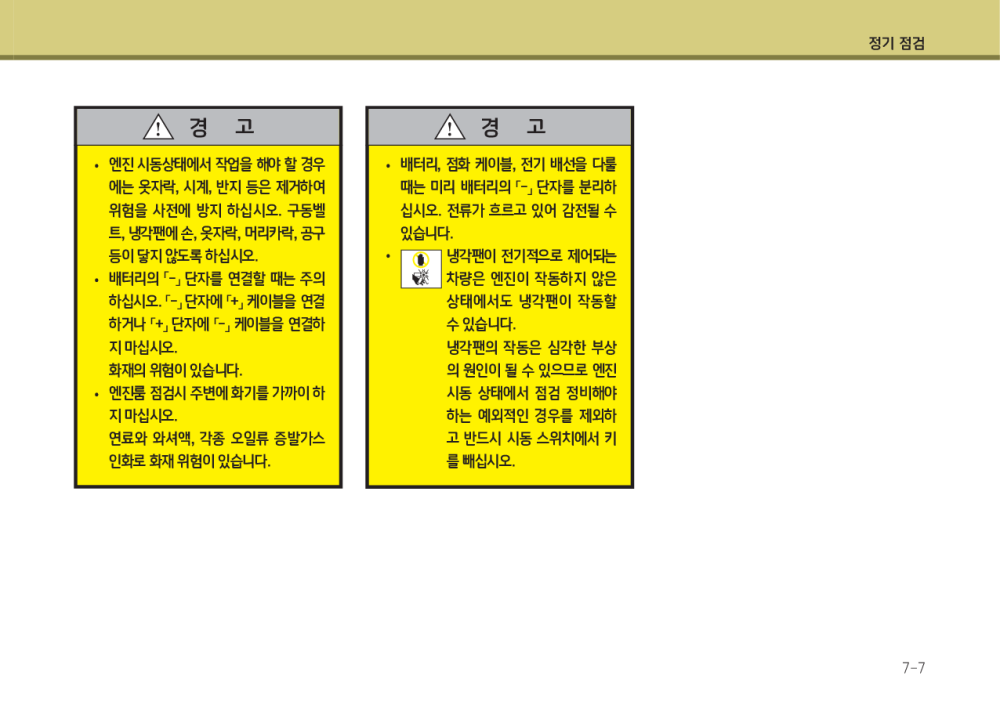 정기 점검
경 고
• 엔진 시동상태에서 작업을 해야 할 경우
에는 옷자락, 시계, 반지 등은 제거하여
위험을 사전에 방지 하십시오. 구동벨
트, 냉각팬에 손, 옷자락, 머리카락, 공구
등이 닿지 않도록 하십시오.
• 배터리의 「-」 단자를 연결할 때는 주의
하십시오. 「-」 단자에 「+」 케이블을 연결
하거나 「+」 단자에 「-」 케이블을 연결하
지 마십시오.
화재의 위험이 있습니다.
• 엔진룸 점검시 주변에 화기를 가까이 하
지 마십시오.
연료와 와셔액, 각종 오일류 증발가스
인화로 화재 위험이 있습니다.
경 고
• 배터리, 점화 케이블, 전기 배선을 다룰
때는 미리 배터리의 「-」 단자를 분리하
십시오. 전류가 흐르고 있어 감전될 수
있습니다.
• 냉각팬이 전기적으로 제어되는
차량은 엔진이 작동하지 않은
상태에서도 냉각팬이 작동할
수 있습니다.
냉각팬의 작동은 심각한 부상
의 원인이 될 수 있으므로 엔진
시동 상태에서 점검 정비해야
하는 예외적인 경우를 제외하
고 반드시 시동 스위치에서 키
를 빼십시오.
7-7